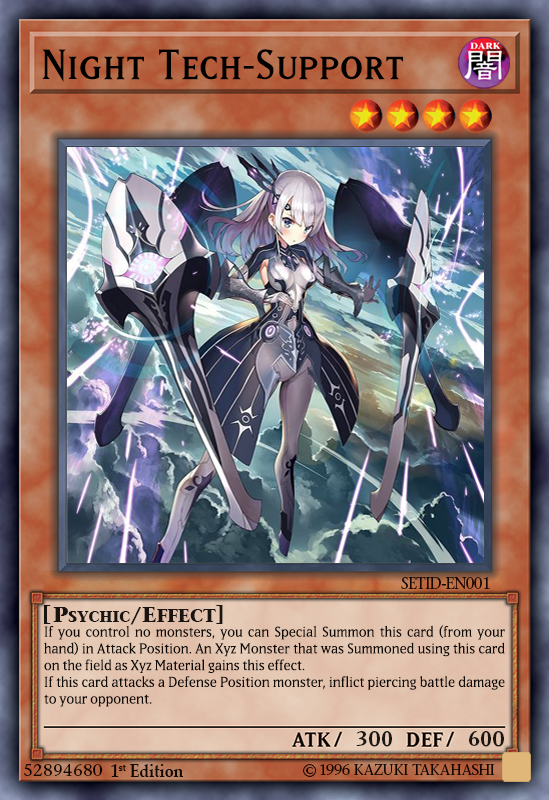 NIGHT TECH-SUPPORT
DARK
闇
SETID-EN001
[PSYCHIC/EFFECT]
If you control no monsters, you can Special Summon this card (from your
hand) in Attack Position. An Xyz Monster that was Summoned using this card
on the field as Xyz Material gains this effect.
If this card attacks a Defense Position monster, inflict piercing battle damage
to your opponent.
ATK/ 300 DEF/ 600
52894680 1st Edition © 1996 KAZUKI TAKAHASHI